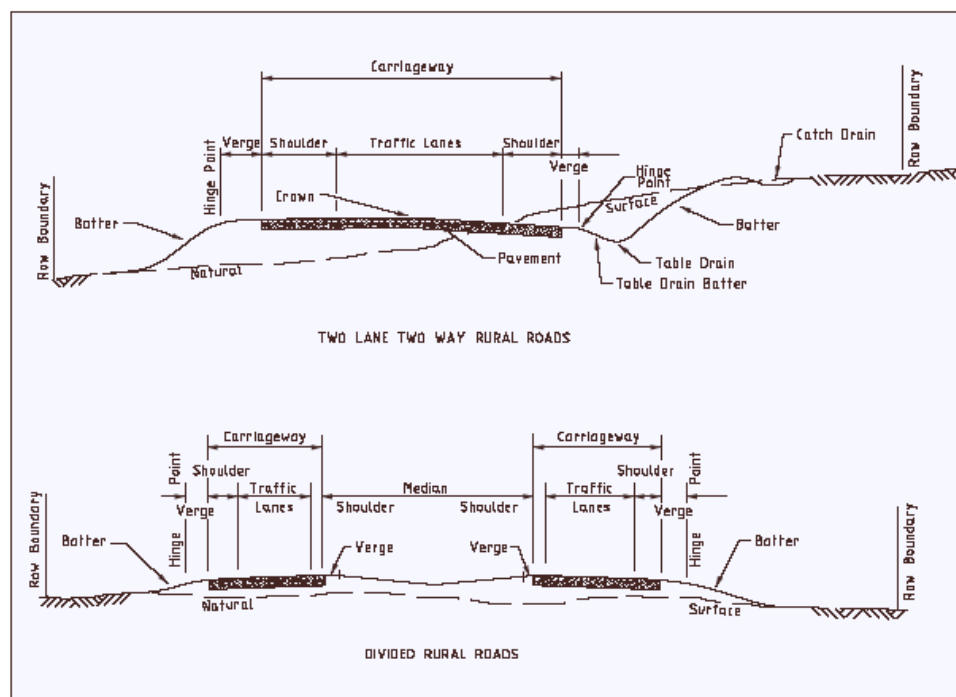 Carriageway
Catch Drain
Row Boundary
Hinge Point
Verge
Shoulder
Traffic Lanes
Shoulder
Verge
Hinge
Point
Surface
Crown
Batter
Batter
Row Boundary
Natural
Pavement
Table Drain
Table Drain Batter
TWO LANE TWO WAY RURAL ROADS
Carriageway
Carriageway
Hinge Point
Shoulder
Shoulder
Hinge Point
Verge
Traffic
Lanes
Shoulder
Median
Shoulder
Traffic
Lanes
Verge
Row Boundary
Batter
Verge
Verge
Batter
Row Boundary
Natural
Surface
DIVIDED RURAL ROADS